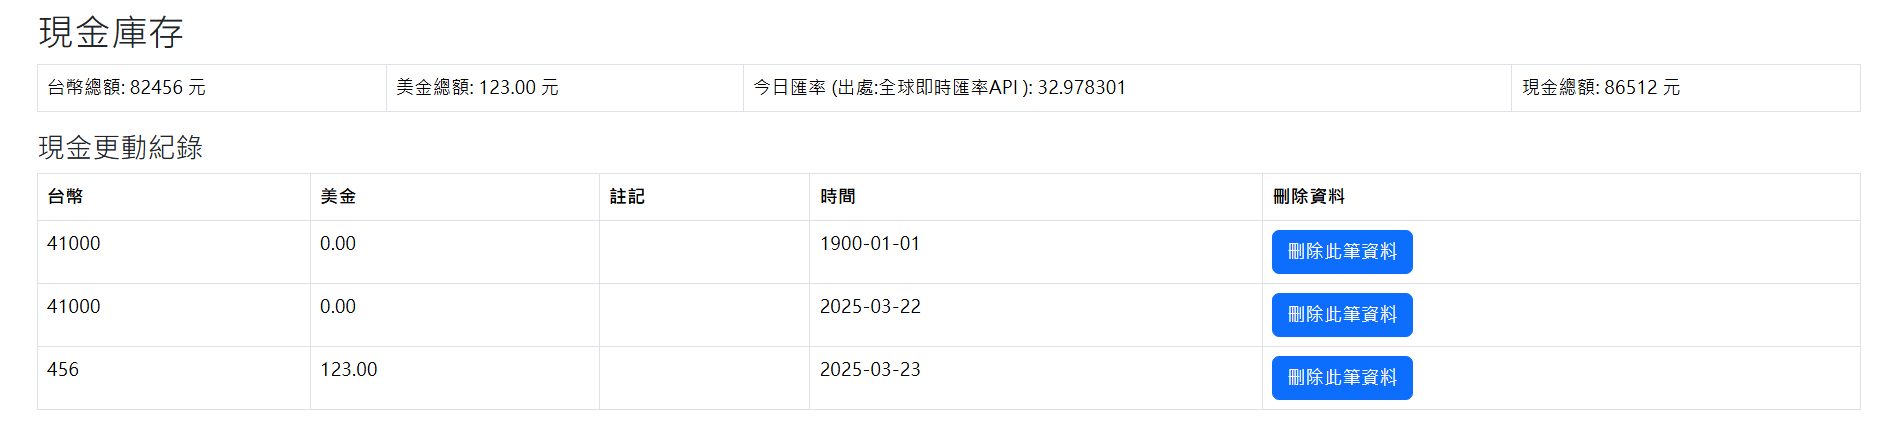 現金庫存
台幣總額: 82456 元 美金總額: 123.00 元 今日匯率 (出處:全球即時匯率API ): 32.978301 現金總額: 86512 元
現金更動紀錄
台幣 美金 註記 時間 刪除資料
41000 0.00 1900-01-01 刪除此筆資料
41000 0.00 2025-03-22 刪除此筆資料
456 123.00 2025-03-23 刪除此筆資料